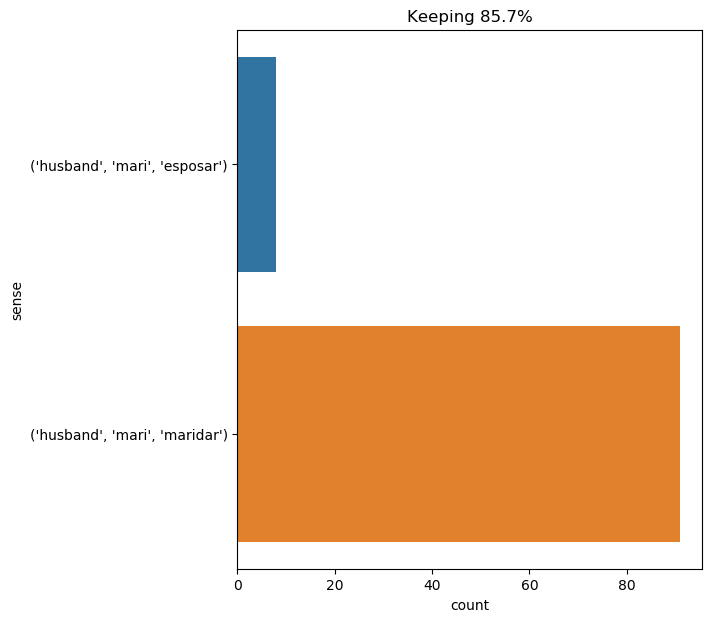 Keeping 85.7%
('husband', 'mari', 'esposar')
sense
('husband', 'mari', 'maridar')
0 20 40 60 80
count